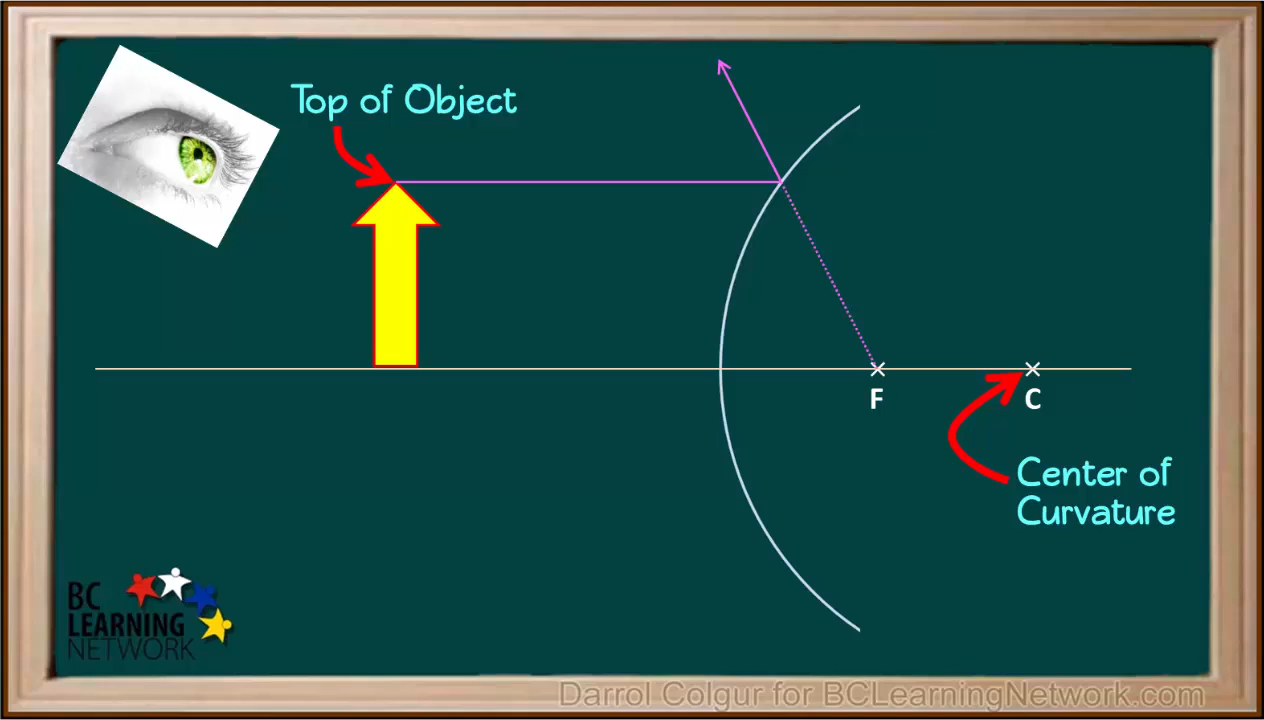 Top of Object
F
C
Center of
Curvature
BC
LEARNING
NETWORK
Darrol Colgur for BCLearningNetwork.com